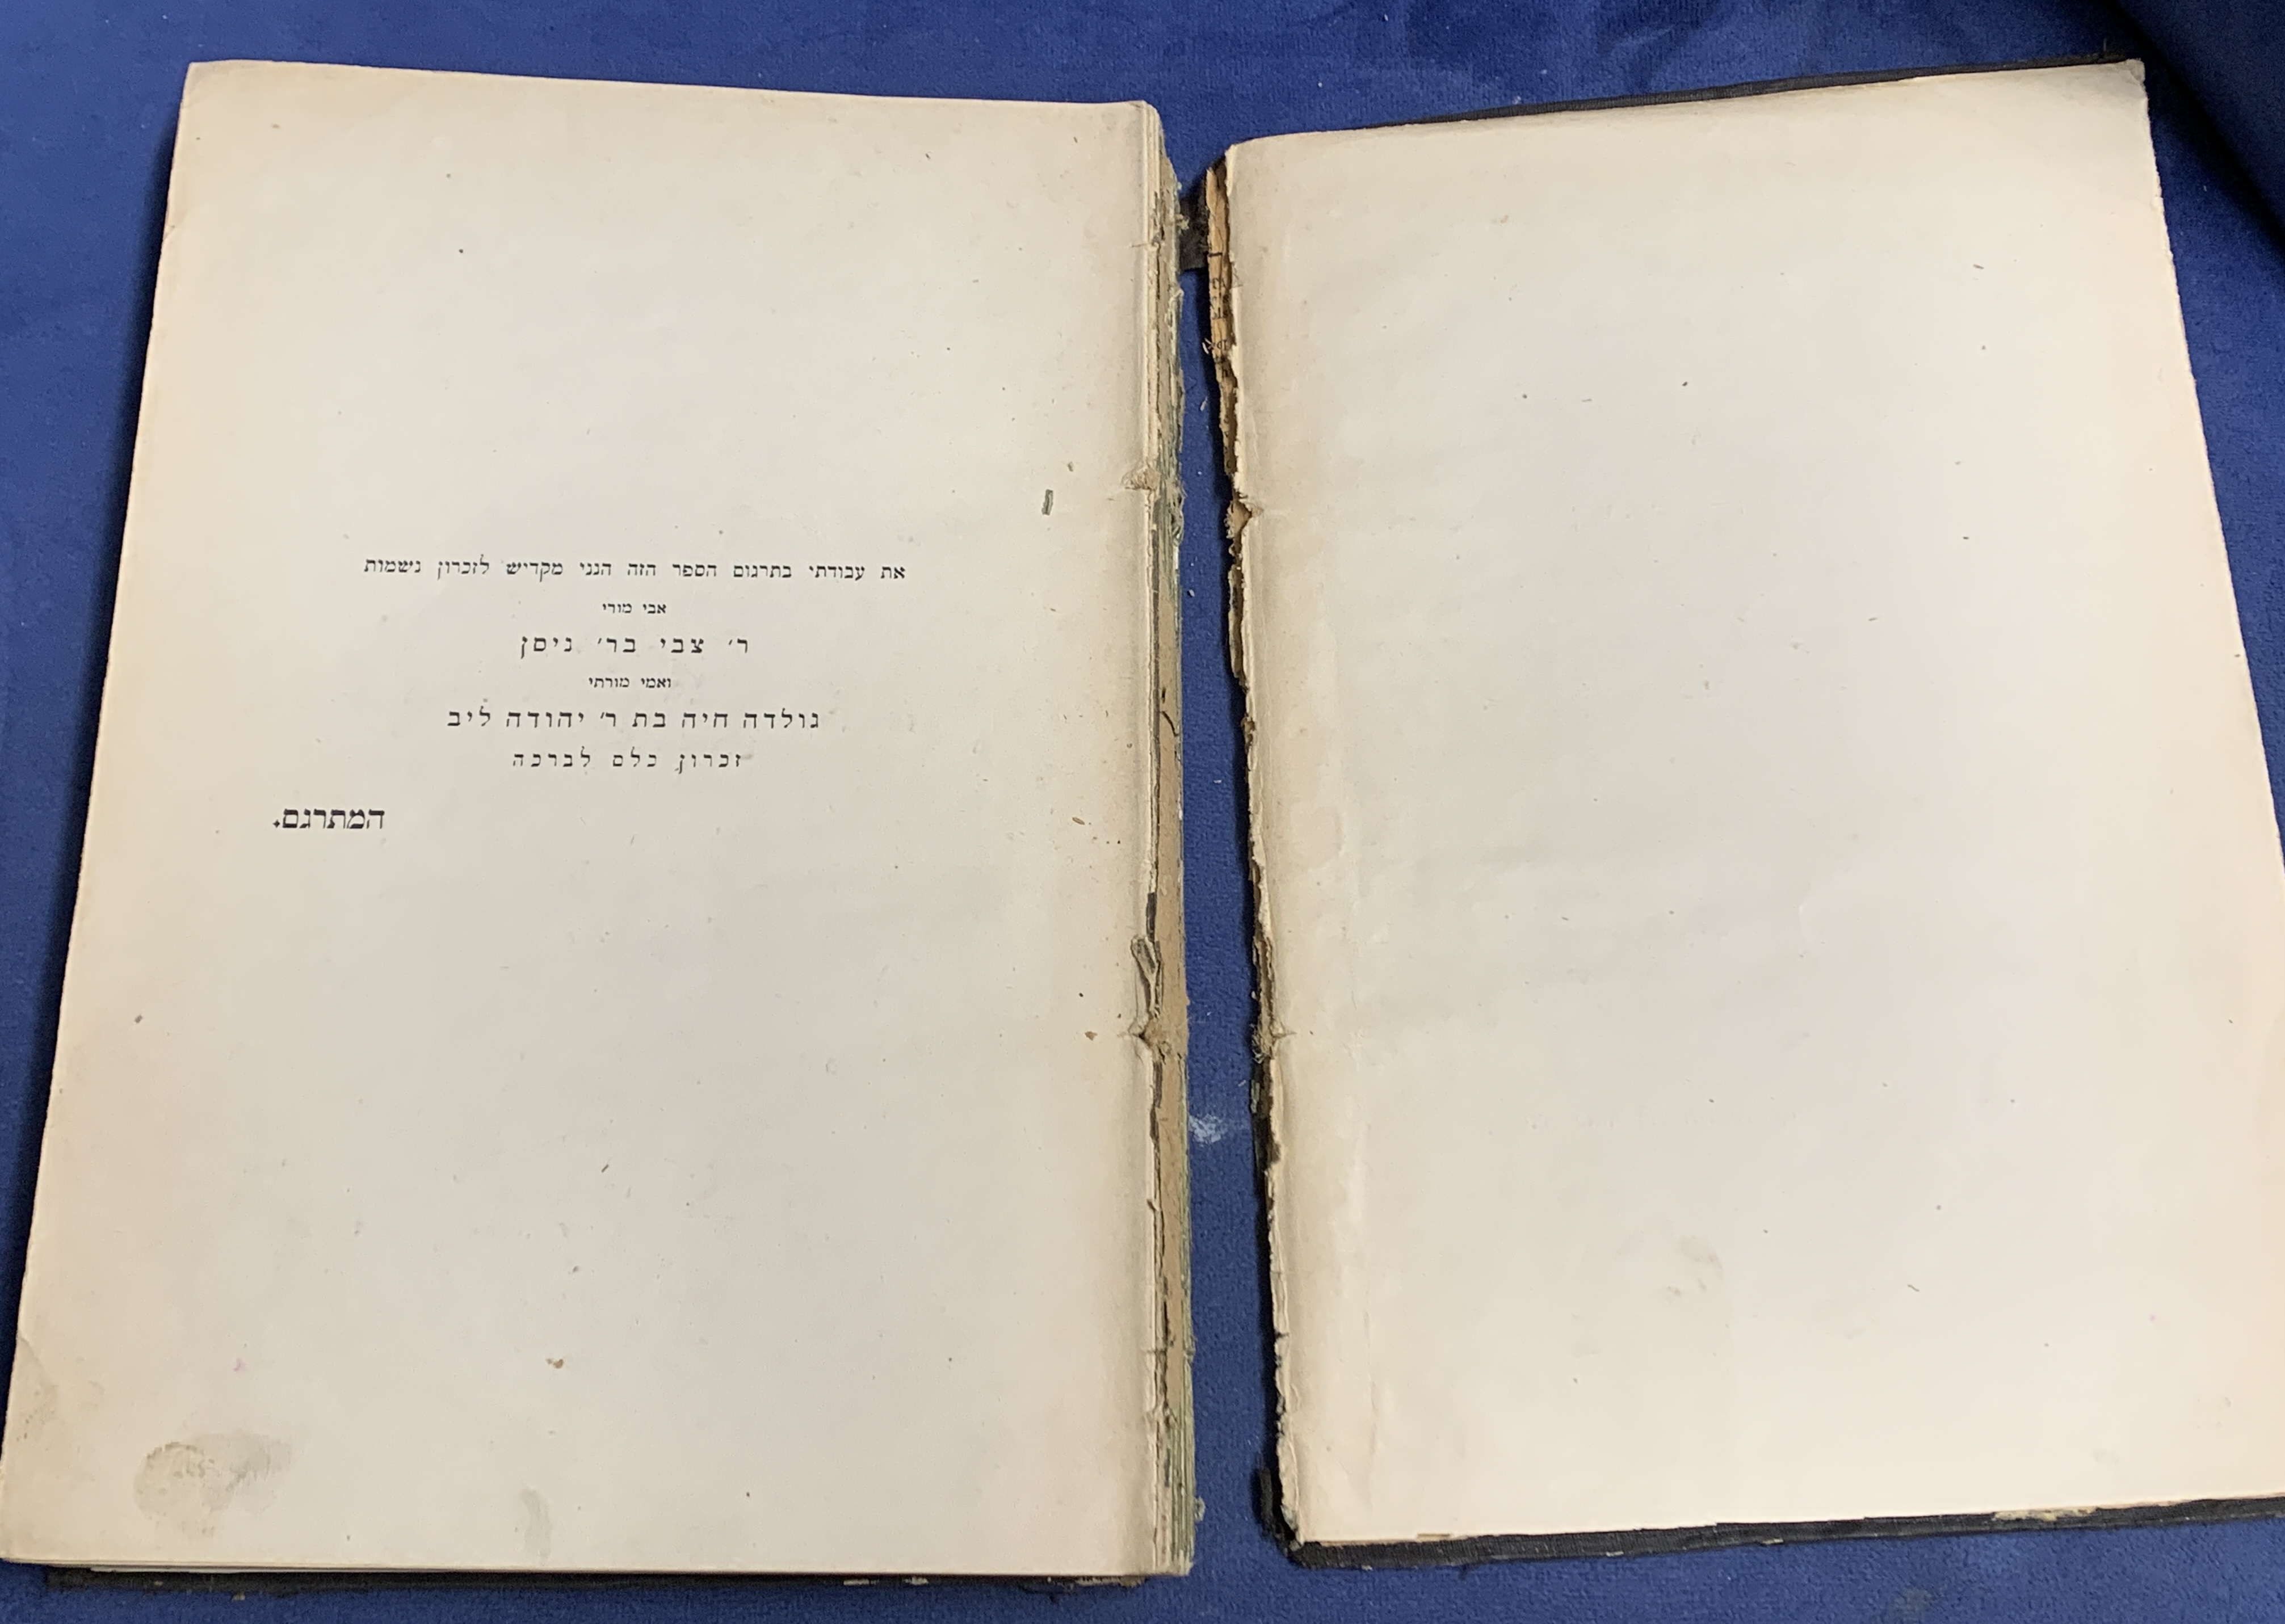 את עבודתי בתרגום הספר הזה הנני מקדיש לזכרון נשמות
אבי מורי
ר׳ צבי בר׳ ניסן
ואמי מורתי
גולדה חיה בת ר׳ יהודה ליב
זכרון כלם לברכה
המתרגם.